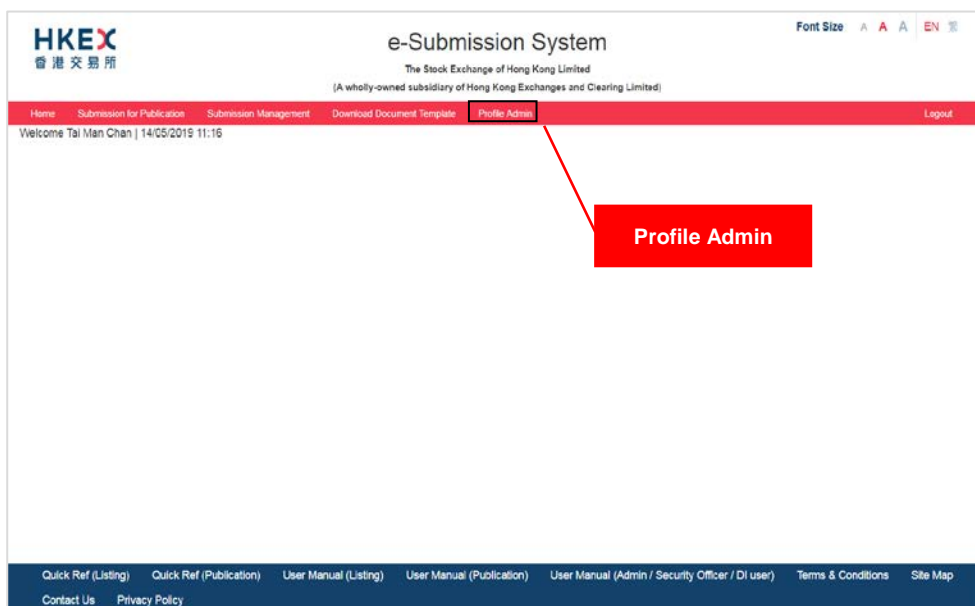 HKEX
香港交易所
Font Size A A A EN 繁
e-Submission System
The Stock Exchange of Hong Kong Limited
(A wholly-owned subsidiary of Hong Kong Exchanges and Clearing Limited)
Home Submission for Publication Submission Management Download Document Template Profile Admin Logout
Welcome Tai Man Chan | 14/05/2019 11:16
Profile Admin
Quick Ref (Listing) Quick Ref (Publication) User Manual (Listing) User Manual (Publication) User Manual (Admin / Security Officer / DI user) Terms & Conditions Site Map
Contact Us Privacy Policy